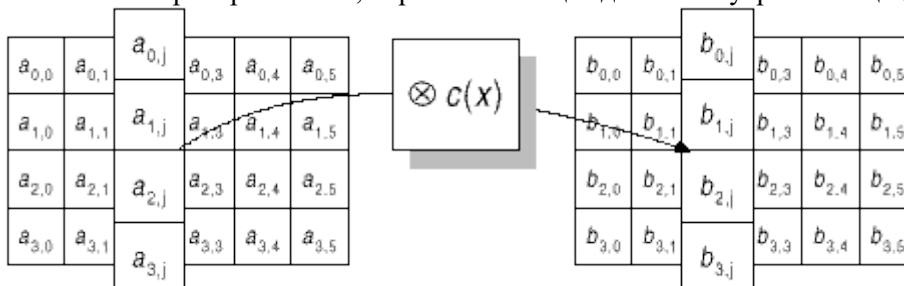 a0,j b0,j
a0,0 a0,1 a0,3 a0,4 a0,5 b0,0 b0,1 b0,3 b0,4 b0,5
⊗ c(x)
a1,0 a1,1 a1,j a1,3 a1,4 a1,5 b1,0 b1,1 b1,j b1,3 b1,4 b1,5
a2,0 a2,1 a2,j a2,3 a2,4 a2,5 b2,0 b2,1 b2,j b2,3 b2,4 b2,5
a3,0 a3,1 a3,j a3,3 a3,4 a3,5 b3,0 b3,1 b3,j b3,3 b3,4 b3,5